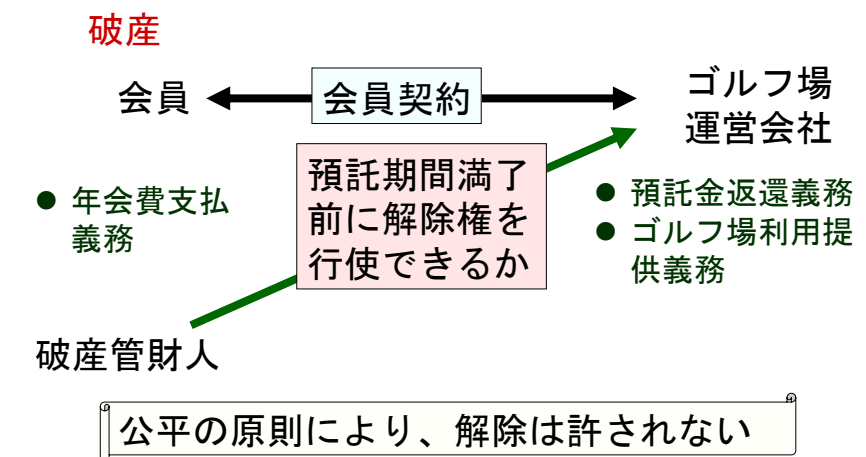 破産
会員
会員契約
ゴルフ場
運営会社
● 年会費支払
義務
預託期間満了
前に解除権を
行使できるか
● 預託金返還義務
● ゴルフ場利用提
供義務
破産管財人
公平の原則により、解除は許されない